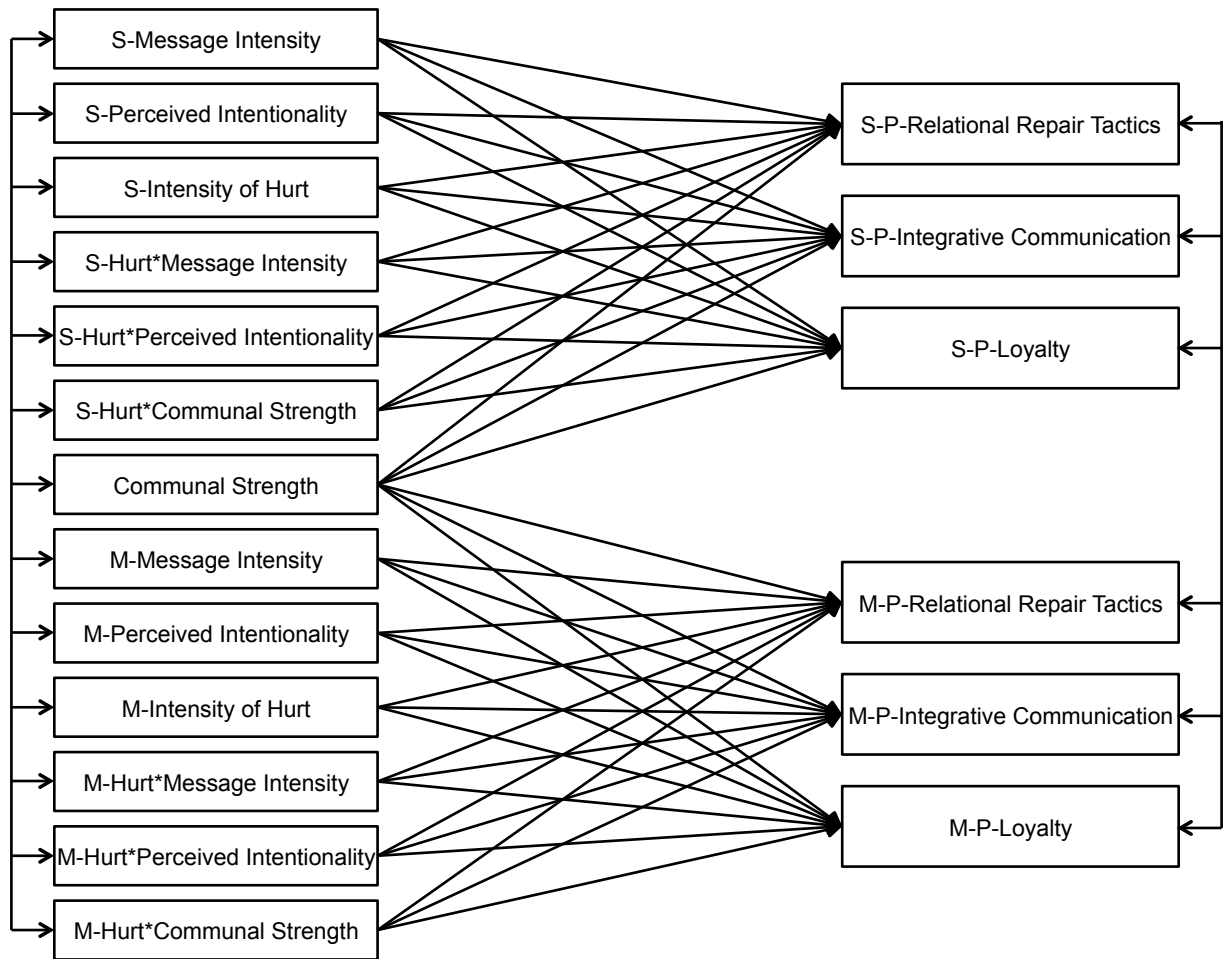 S-Message Intensity
S-Perceived Intentionality
S-Intensity of Hurt
S-Hurt*Message Intensity
S-Hurt*Perceived Intentionality
S-Hurt*Communal Strength
Communal Strength
M-Message Intensity
M-Perceived Intentionality
M-Intensity of Hurt
M-Hurt*Message Intensity
M-Hurt*Perceived Intentionality
M-Hurt*Communal Strength
S-P-Relational Repair Tactics
S-P-Integrative Communication
S-P-Loyalty
M-P-Relational Repair Tactics
M-P-Integrative Communication
M-P-Loyalty